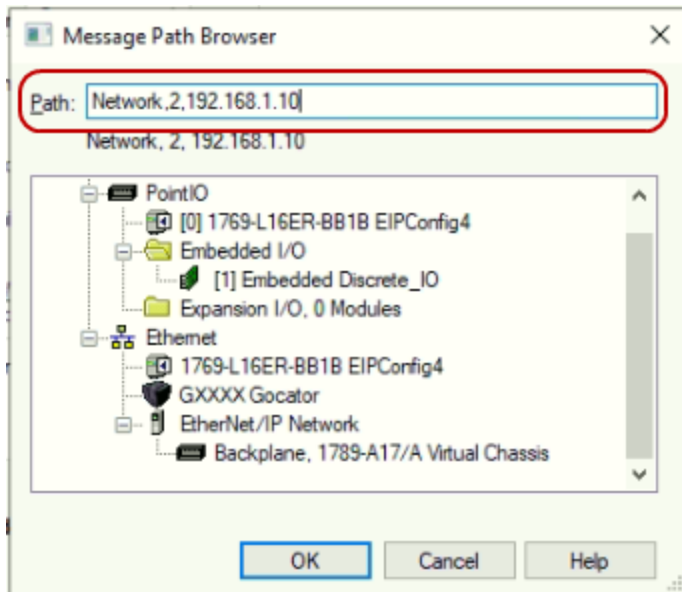 Message Path Browser
Path: Network,2,192.168.1.10
Network, 2, 192.168.1.10
PointIO
[0] 1769-L16ER-BB1B EIPConfig4
Embedded I/O
[1] Embedded Discrete_IO
Expansion I/O, 0 Modules
Ethernet
1769-L16ER-BB1B EIPConfig4
GXXXX Gocator
EtherNet/IP Network
Backplane, 1789-A17/A Virtual Chassis
OK Cancel Help